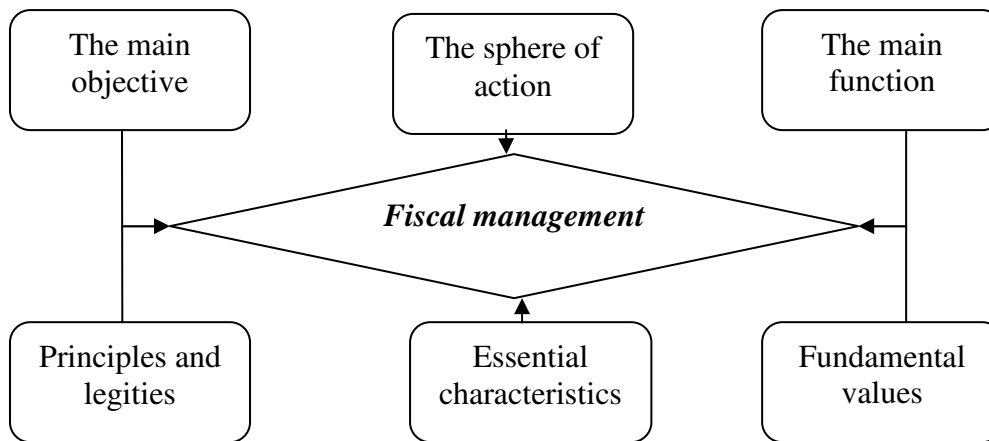 The main
objective
The sphere of
action
The main
function
Fiscal management
Principles and
legities
Essential
characteristics
Fundamental
values